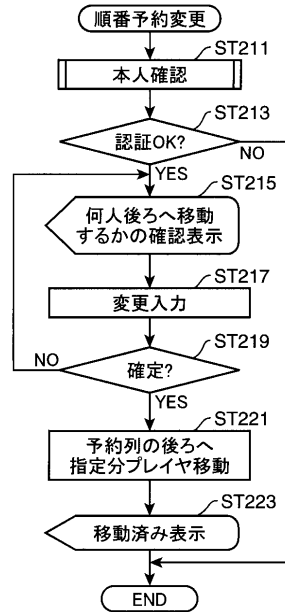 順番予約変更
ST211
本人確認
ST213
認証OK?
NO
YES
ST215
何人後ろへ移動
するかの確認表示
ST217
変更入力
ST219
NO
確定?
YES
ST221
予約列の後ろへ
指定分プレイヤ移動
ST223
移動済み表示
END